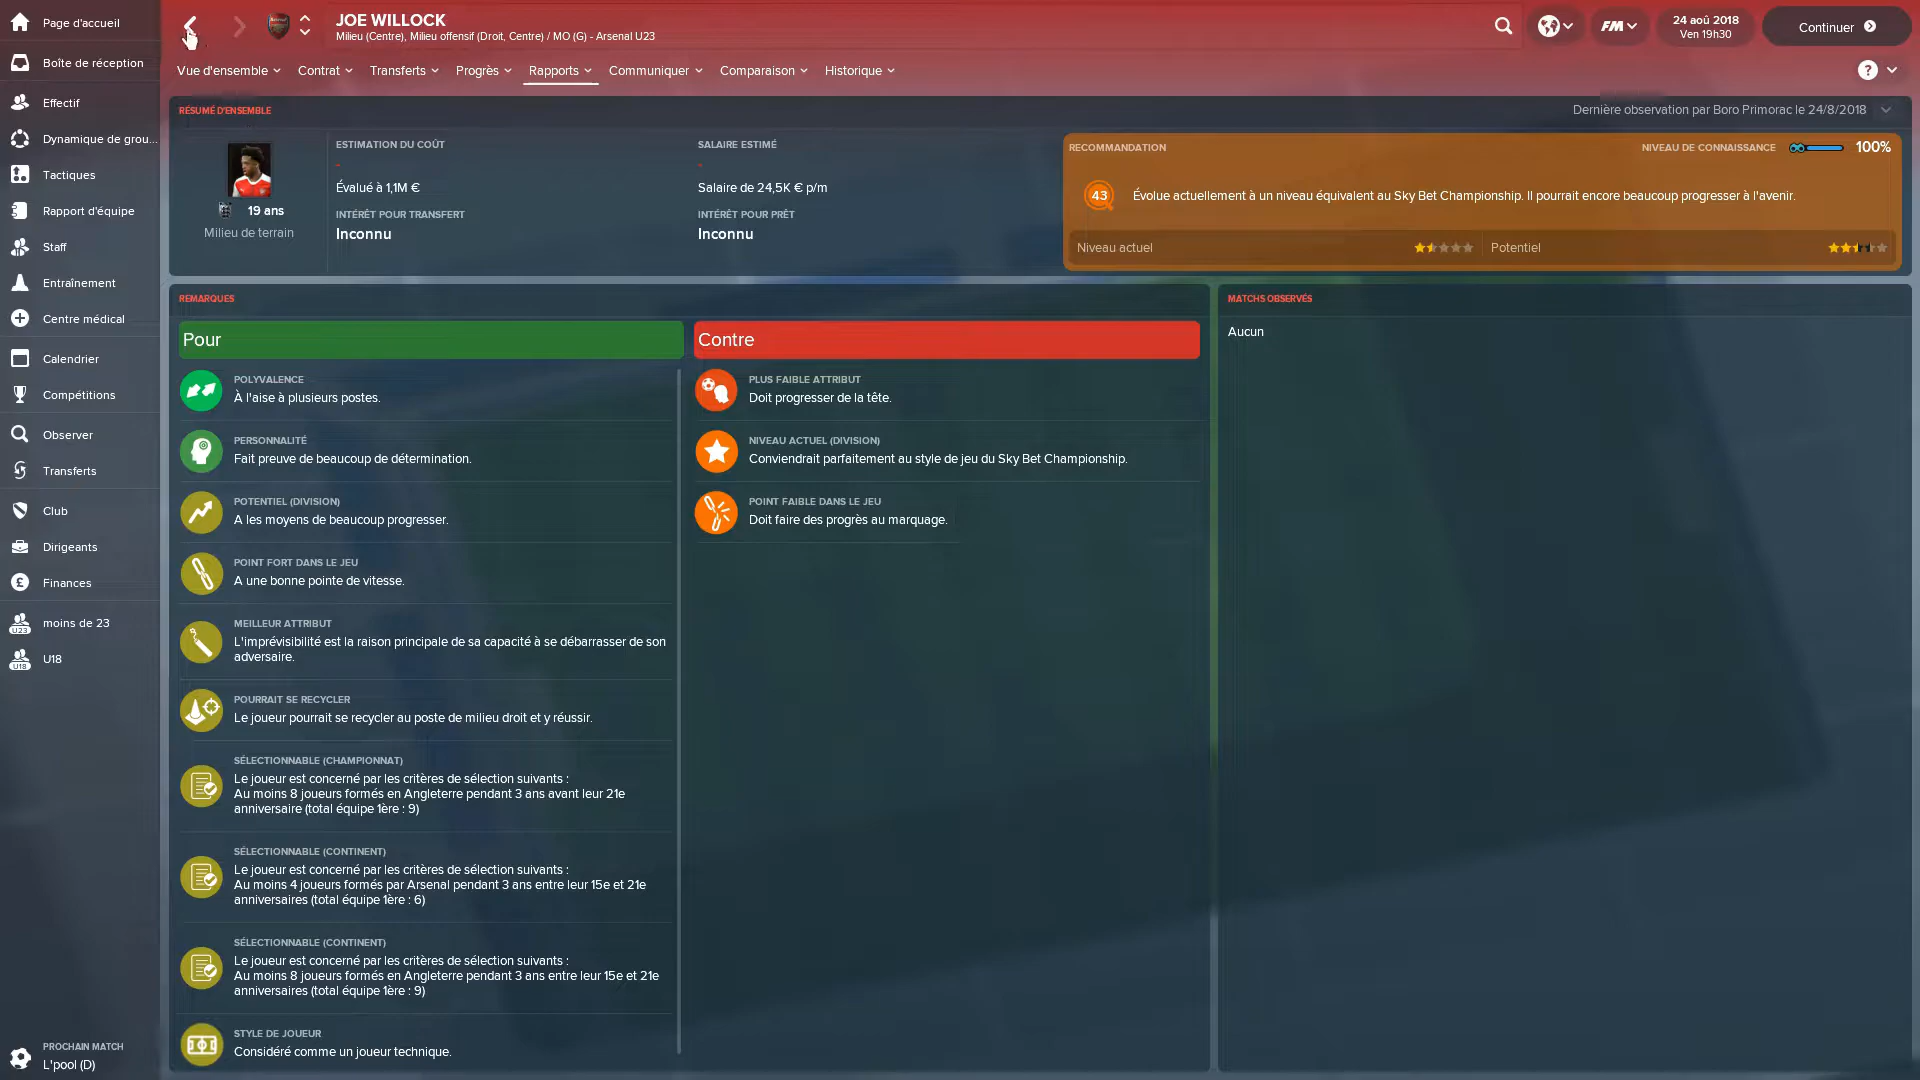 Page d'accueil
Boîte de réception
Effectif
Dynamique de grou...
Tactiques
Rapport d'équipe
Staff
Entraînement
Centre médical
Calendrier
Compétitions
Observer
Transferts
Club
Dirigeants
Finances
U23
moins de 23
U18
U18
PROCHAIN MATCH
L'pool (D)
JOE WILLOCK
Milieu (Centre), Milieu offensif (Droit, Centre) / MO (G) - Arsenal U23
FM
24 aoû 2018
Ven 19h30
Continuer
Vue d'ensemble
Contrat
Transferts
Progrès
Rapports
Communiquer
Comparaison
Historique
?
RÉSUMÉ D'ENSEMBLE
Dernière observation par Boro Primorac le 24/8/2018
19 ans
Milieu de terrain
ESTIMATION DU COÛT
-
Évalué à 1,1M €
INTÉRÊT POUR TRANSFERT
Inconnu
SALAIRE ESTIMÉ
-
Salaire de 24,5K € p/m
INTÉRÊT POUR PRÊT
Inconnu
RECOMMANDATION
NIVEAU DE CONNAISSANCE
100%
43
Évolue actuellement à un niveau équivalent au Sky Bet Championship. Il pourrait encore beaucoup progresser à l'avenir.
Niveau actuel
Potentiel
REMARQUES
Pour
POLYVALENCE
À l'aise à plusieurs postes.
PERSONNALITÉ
Fait preuve de beaucoup de détermination.
POTENTIEL (DIVISION)
A les moyens de beaucoup progresser.
POINT FORT DANS LE JEU
A une bonne pointe de vitesse.
MEILLEUR ATTRIBUT
L'imprévisibilité est la raison principale de sa capacité à se débarrasser de son
adversaire.
POURRAIT SE RECYCLER
Le joueur pourrait se recycler au poste de milieu droit et y réussir.
SÉLECTIONNABLE (CHAMPIONNAT)
Le joueur est concerné par les critères de sélection suivants :
Au moins 8 joueurs formés en Angleterre pendant 3 ans avant leur 21e
anniversaire (total équipe 1ère : 9)
SÉLECTIONNABLE (CONTINENT)
Le joueur est concerné par les critères de sélection suivants :
Au moins 4 joueurs formés par Arsenal pendant 3 ans entre leur 15e et 21e
anniversaires (total équipe 1ère : 6)
SÉLECTIONNABLE (CONTINENT)
Le joueur est concerné par les critères de sélection suivants :
Au moins 8 joueurs formés en Angleterre pendant 3 ans entre leur 15e et 21e
anniversaires (total équipe 1ère : 9)
STYLE DE JOUEUR
Considéré comme un joueur technique.
Contre
PLUS FAIBLE ATTRIBUT
Doit progresser de la tête.
NIVEAU ACTUEL (DIVISION)
Conviendrait parfaitement au style de jeu du Sky Bet Championship.
POINT FAIBLE DANS LE JEU
Doit faire des progrès au marquage.
MATCHS OBSERVÉS
Aucun